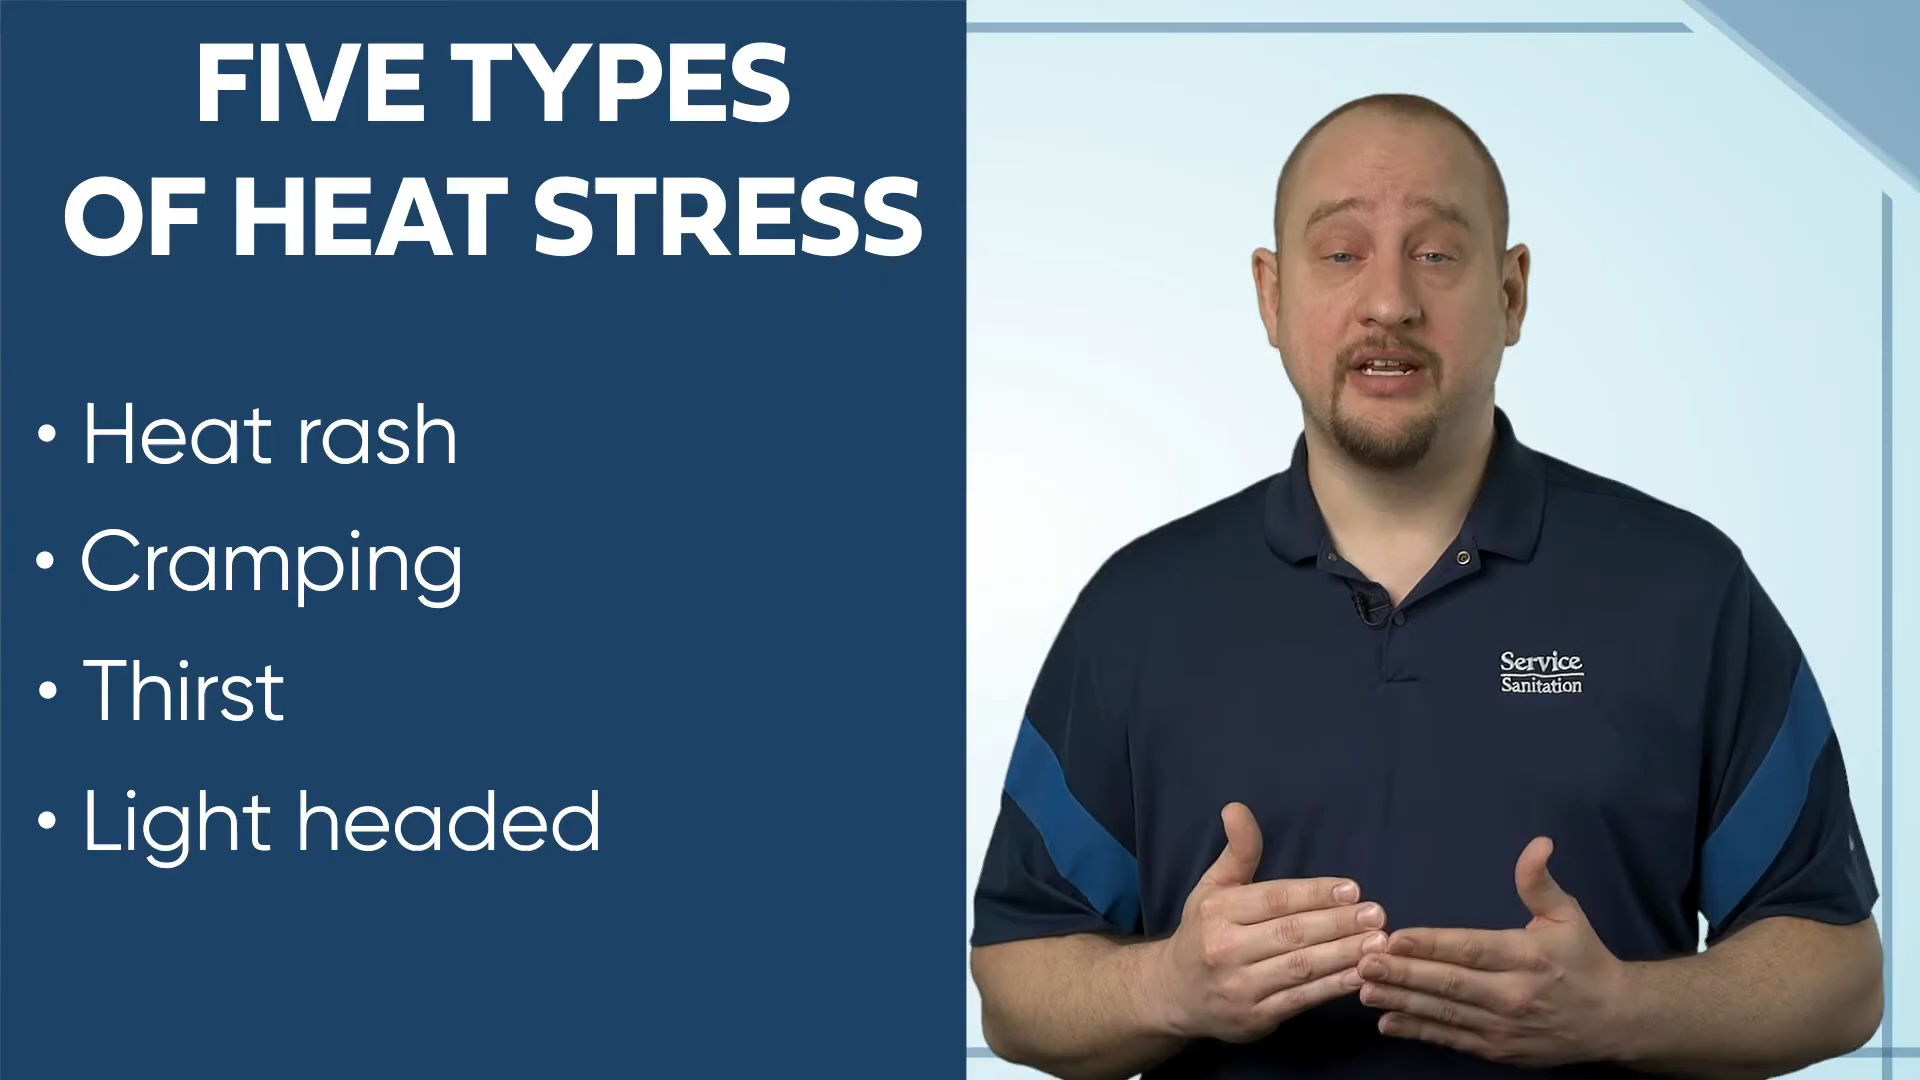 FIVE TYPES
OF HEAT STRESS
• Heat rash
• Cramping
• Thirst
• Light headed
Service
Sanitation